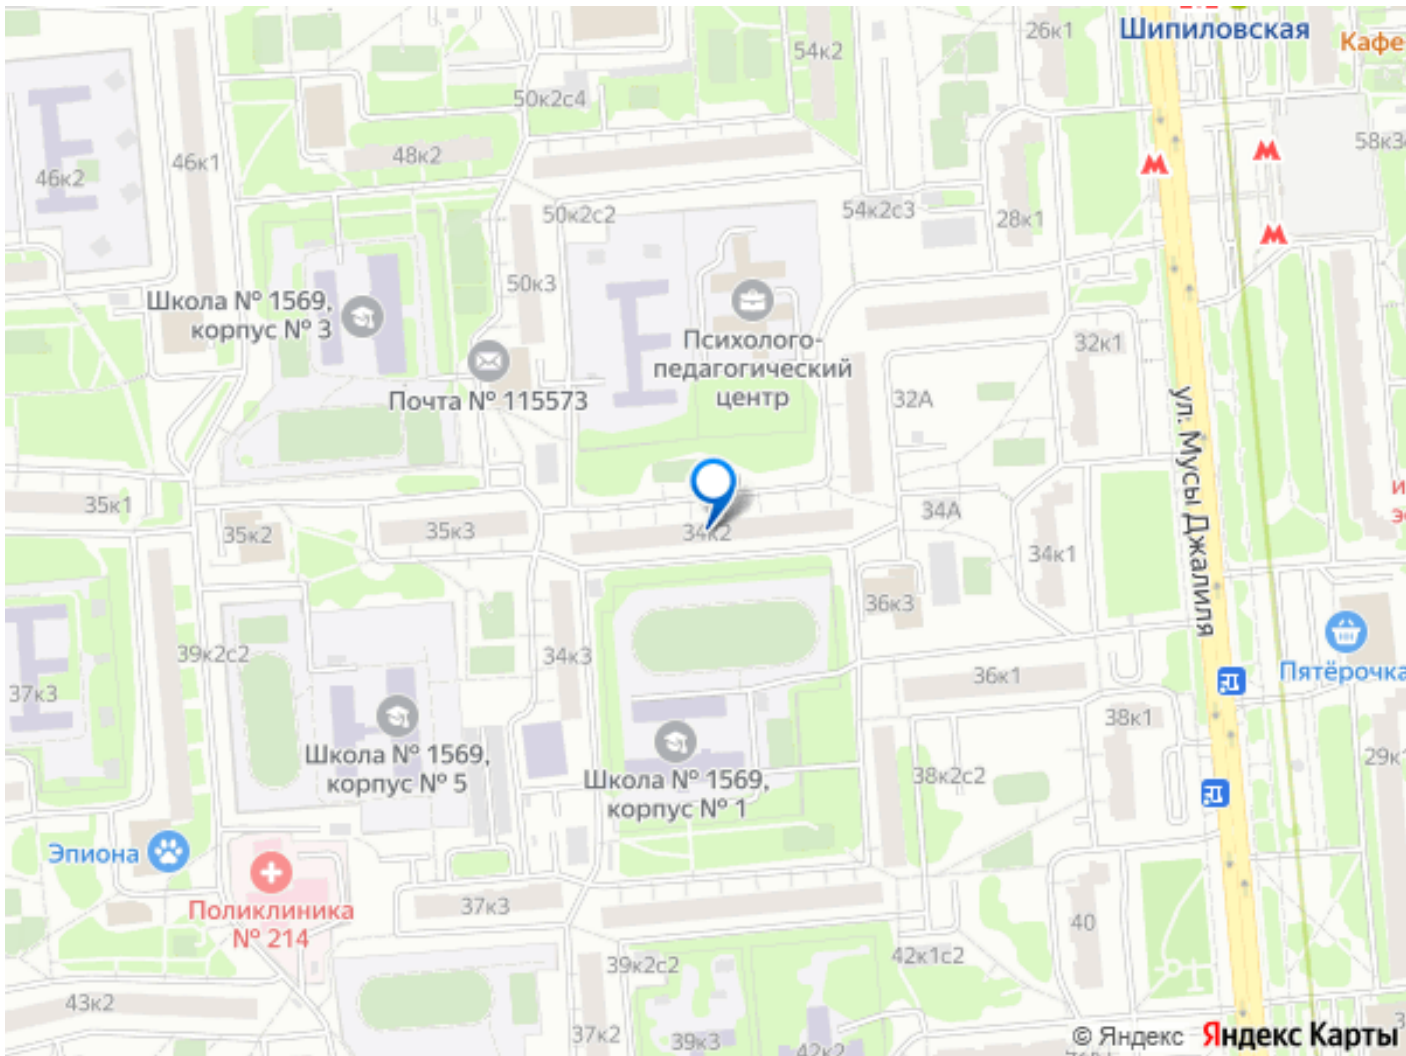 Шипиловская
Кафе
26к1
54к2
50к2с4
58к3с
46к1
48к2
46к2
50к2с2
54к2с3
28к1
50к3
Школа № 1569,
корпус № 3
Психолого-
педагогический
центр
32к1
Почта № 115573
32А
ул. Мусы Джалиля
35к1
35к2
35к3
34к2
34А
34к1
36к3
39к2с2
34к3
37к3
36к1
Пятёрочка
38к1
Школа № 1569,
корпус № 5
Школа № 1569,
корпус № 1
38к2с2
29к1
Эпиона
Поликлиника
№ 214
37к3
40
39к2с2
42к1с2
43к2
37к2
39к3
42к2
© Яндекс Яндекс Карты